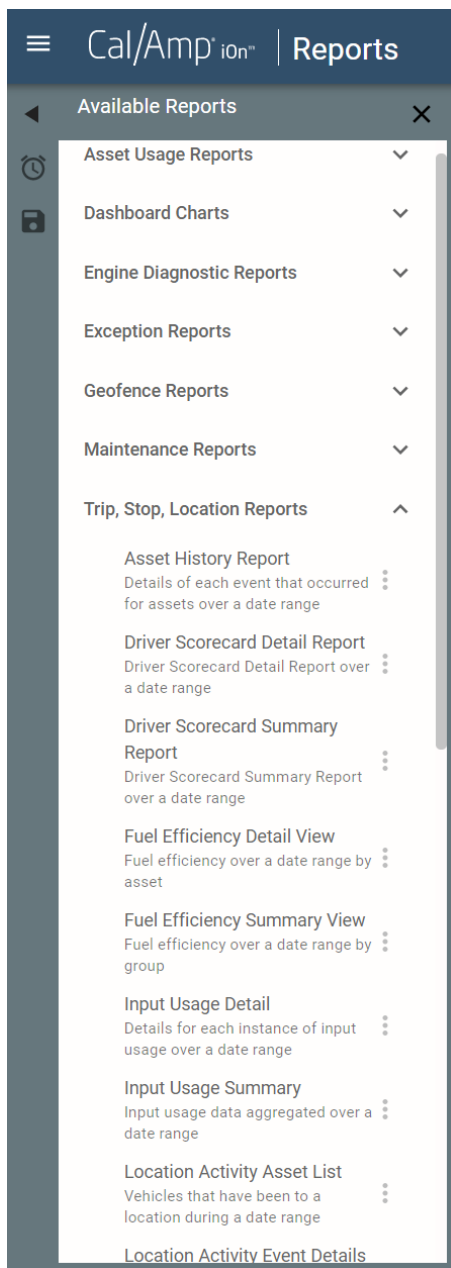 Cal/Amp® iOn™ | Reports
Available Reports
Asset Usage Reports
Dashboard Charts
Engine Diagnostic Reports
Exception Reports
Geofence Reports
Maintenance Reports
Trip, Stop, Location Reports
Asset History Report
Details of each event that occurred
for assets over a date range
Driver Scorecard Detail Report
Driver Scorecard Detail Report over
a date range
Driver Scorecard Summary
Report
Driver Scorecard Summary Report
over a date range
Fuel Efficiency Detail View
Fuel efficiency over a date range by
asset
Fuel Efficiency Summary View
Fuel efficiency over a date range by
group
Input Usage Detail
Details for each instance of input
usage over a date range
Input Usage Summary
Input usage data aggregated over a
date range
Location Activity Asset List
Vehicles that have been to a
location during a date range
Location Activity Event Details